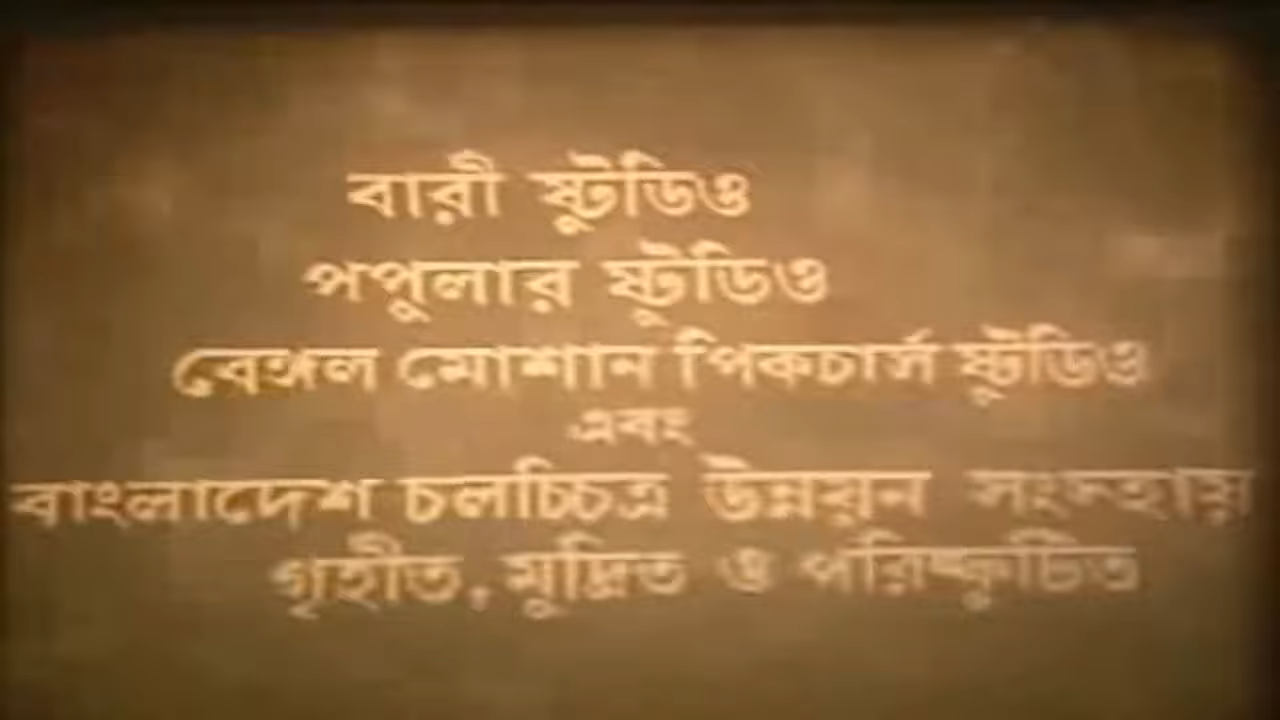 বারী ষ্টুডিও
পপুলার ষ্টুডিও
বেঙ্গল মোশান পিকচার্স ষ্টুডিও
এবং
বাংলাদেশ চলচ্চিত্র উন্নয়ন সংস্হায়
গৃহীত, মুদ্রিত ও পরিস্ফুটিত